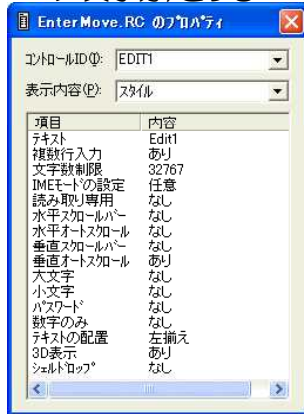 EnterMove.RC のﾌﾟﾛﾊﾟﾃｨ
ｺﾝﾄﾛｰﾙID(I): EDIT1
表示内容(P): ｽﾀｲﾙ
項目 内容
ﾃｷｽﾄ Edit1
複数行入力 あり
文字数制限 32767
IMEﾓｰﾄﾞの設定 任意
読み取り専用 なし
水平ｽｸﾛｰﾙﾊﾞｰ なし
水平ｵｰﾄｽｸﾛｰﾙ なし
垂直ｽｸﾛｰﾙﾊﾞｰ なし
垂直ｵｰﾄｽｸﾛｰﾙ あり
大文字 なし
小文字 なし
ﾊﾟｽﾜｰﾄﾞ なし
数字のみ なし
ﾃｷｽﾄの配置 左揃え
3D表示 あり
ｼｪﾙﾄﾞﾛｯﾌﾟ なし